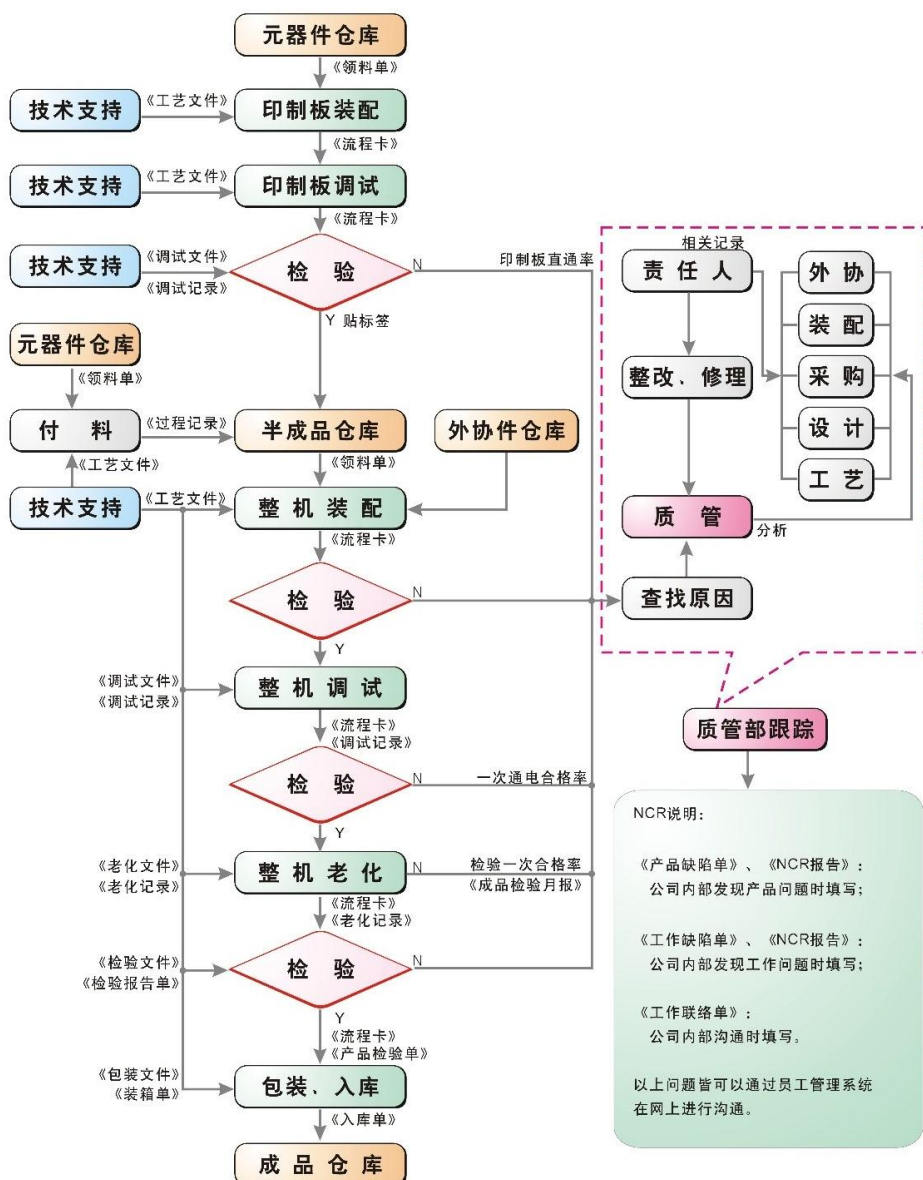 元器件仓库
《领料单》
技术支持
《工艺文件》
印制板装配
《流程卡》
技术支持
《工艺文件》
印制板调试
《流程卡》
技术支持
《调试文件》
《调试记录》
检 验
N
印制板直通率
Y 贴标签
元器件仓库
《领料单》
付 料
《过程记录》
半成品仓库
外协件仓库
《工艺文件》
《领料单》
技术支持
《工艺文件》
整 机 装 配
《流程卡》
检 验
N
Y
《调试文件》
《调试记录》
整 机 调 试
《流程卡》
《调试记录》
检 验
N
一次通电合格率
Y
《老化文件》
《老化记录》
整 机 老 化
N
检验一次合格率
《成品检验月报》
《流程卡》
《老化记录》
《检验文件》
《检验报告单》
检 验
N
Y
《流程卡》
《产品检验单》
《包装文件》
《装箱单》
包装、入库
《入库单》
成 品 仓 库
相关记录
责 任 人
整改、修理
质 管
分析
查找原因
外 协
装 配
采 购
设 计
工 艺
质管部跟踪
NCR说明：
《产品缺陷单》、《NCR报告》：
公司内部发现产品问题时填写；
《工作缺陷单》、《NCR报告》：
公司内部发现工作问题时填写；
《工作联络单》：
公司内部沟通时填写。
以上问题皆可以通过员工管理系统
在网上进行沟通。